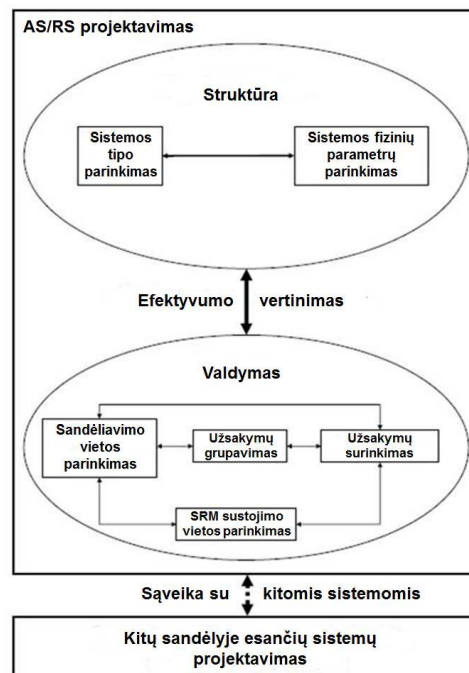 AS/RS projektavimas
Struktūra
Sistemos
tipo
parinkimas
Sistemos fizinių
parametrų
parinkimas
Efektyvumo vertinimas
Valdymas
Sandėliavimo
vietos
parinkimas
Užsakymų
grupavimas
Užsakymų
surinkimas
SRM sustojimo
vietos parinkimas
Sąveika su kitomis sistemomis
Kitų sandėlyje esančių sistemų
projektavimas